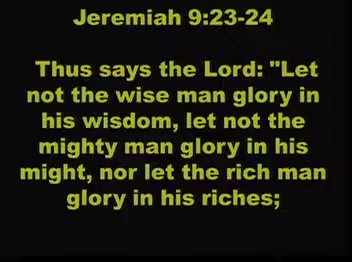 Jeremiah 9:23-24
Thus says the Lord: "Let
not the wise man glory in
his wisdom, let not the
mighty man glory in his
might, nor let the rich man
glory in his riches;